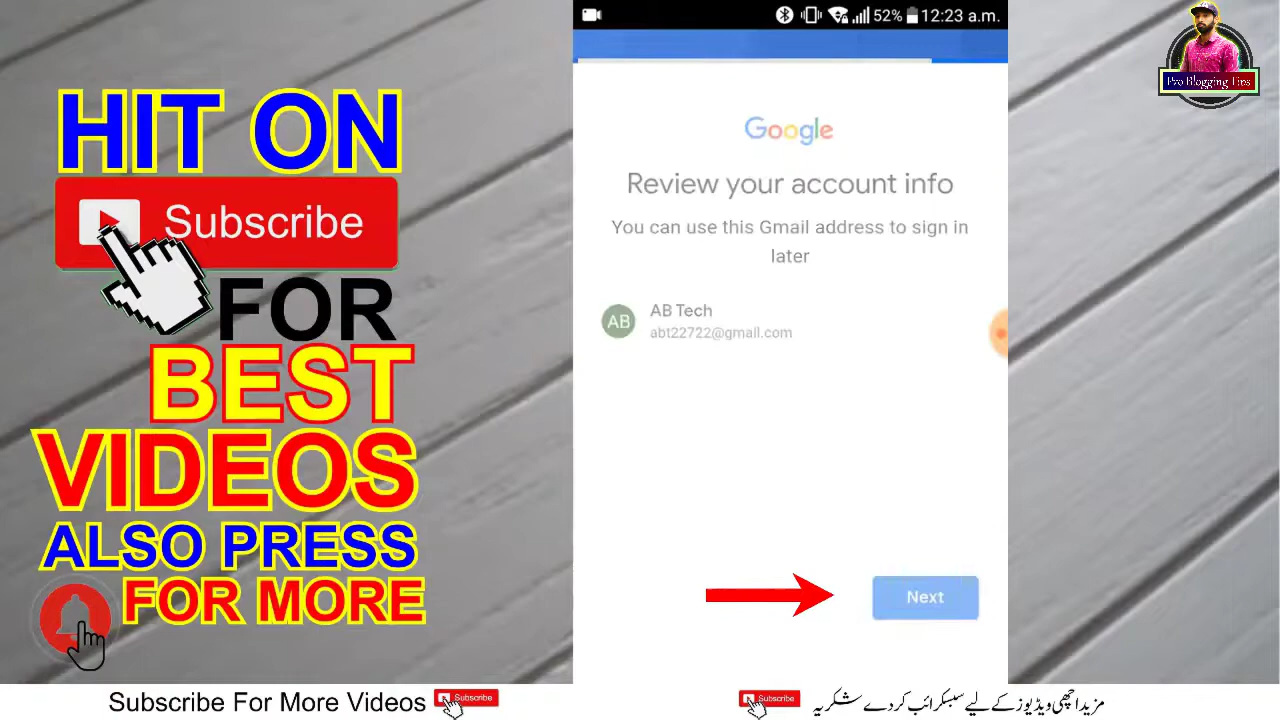 HIT ON
Subscribe
FOR
BEST
VIDEOS
ALSO PRESS
FOR MORE
52% 12:23 a.m.
Google
Review your account info
You can use this Gmail address to sign in
later
AB
AB Tech
abt22722@gmail.com
Next
Pro Blogging Tips
Subscribe For More Videos
Subscribe
Subscribe
مزید اچھی ویڈیوز کے لیے سبسکرائب کر دے شکریہ